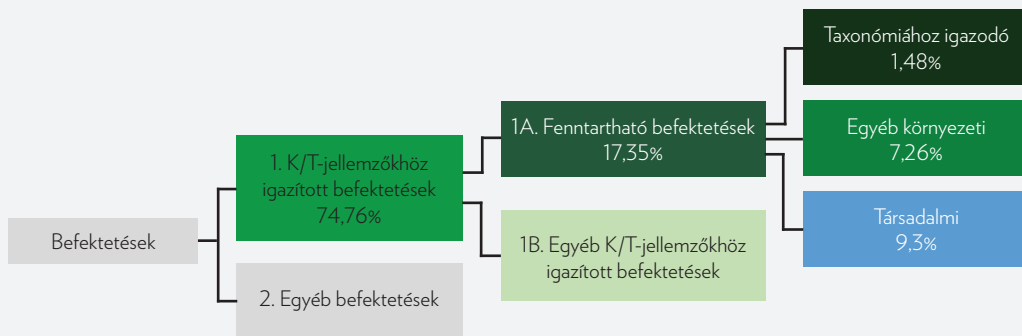 Befektetések
1. K/T-jellemzőkhöz
igazított befektetések
74,76%
2. Egyéb befektetések
1A. Fenntartható befektetések
17,35%
1B. Egyéb K/T-jellemzőkhöz
igazított befektetések
Taxonómiához igazodó
1,48%
Egyéb környezeti
7,26%
Társadalmi
9,3%